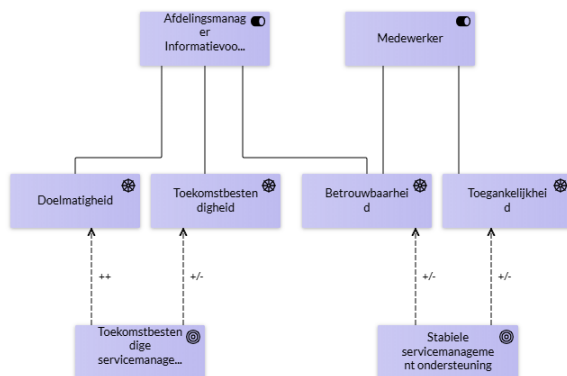 Afdelingsmanag
er
Informatievoo...
Medewerker
Doelmatigheid
Toekomstbesten
digheid
Betrouwbaarhei
d
Toegankelijkhei
d
++
+/-
+/-
+/-
Toekomstbesten
dige
servicemanage...
Stabiele
servicemanageme
nt ondersteuning